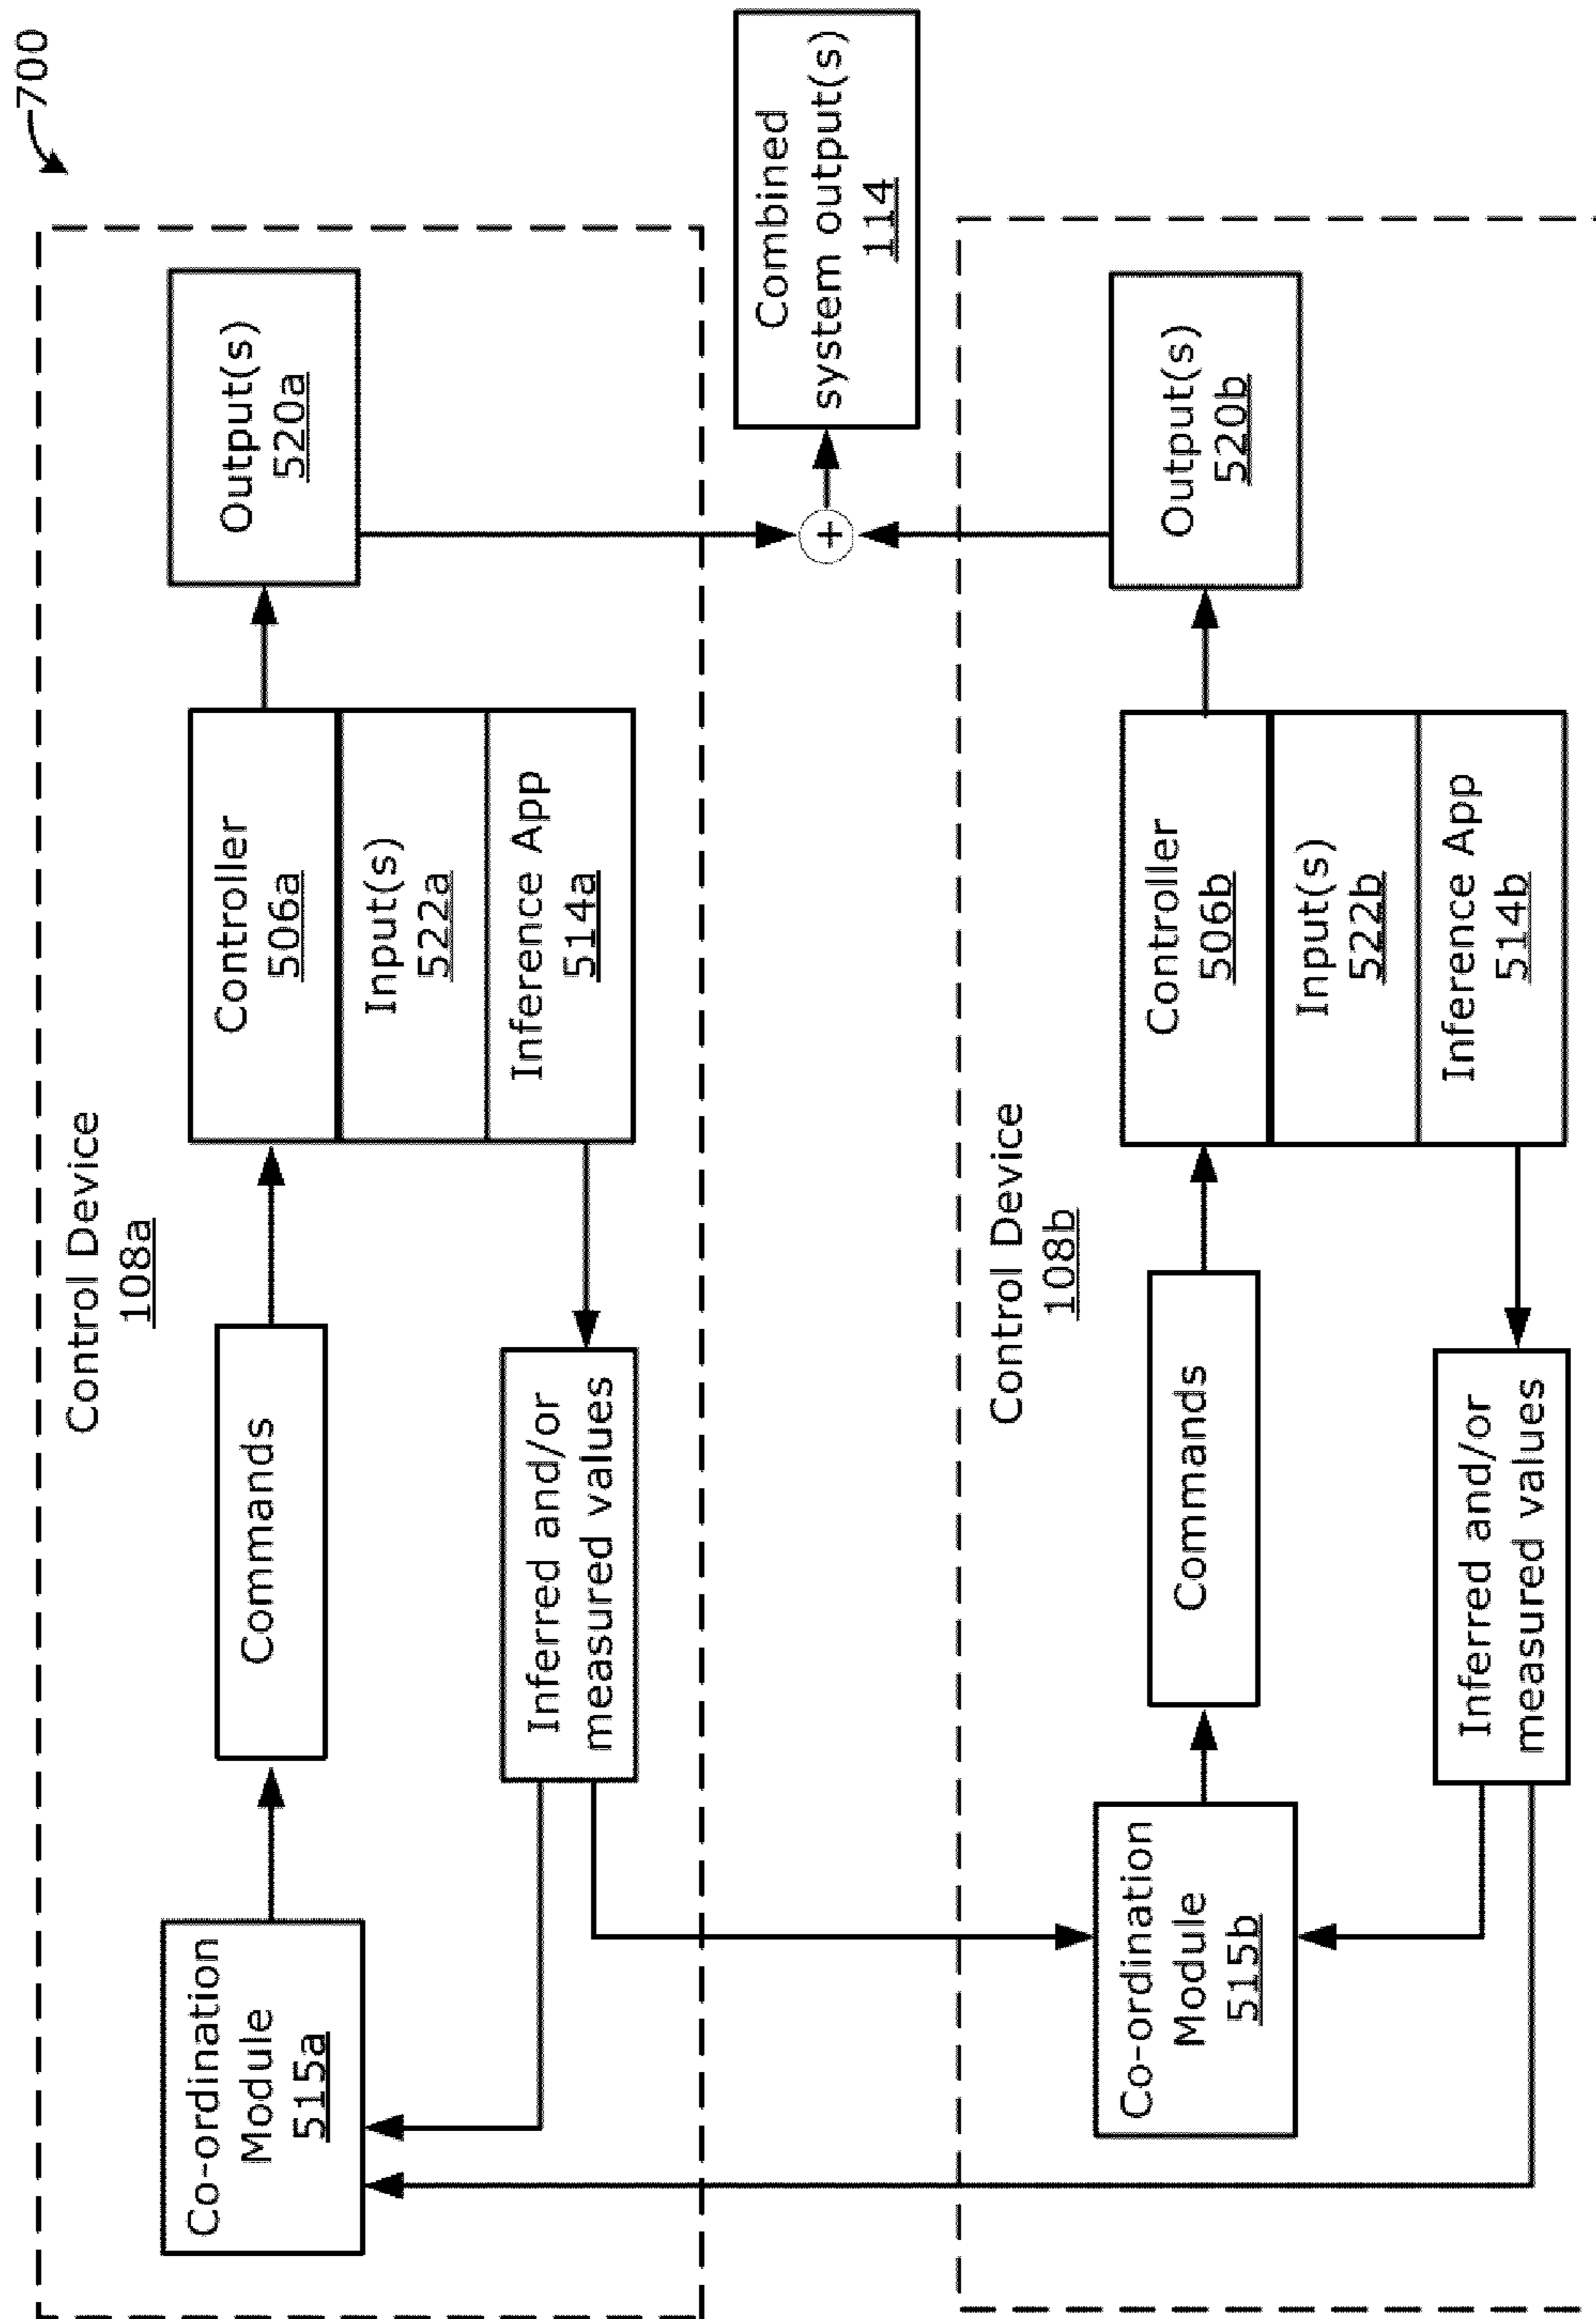 700
Control Device
108a
Co-ordination
Module
515a
Commands
Controller
506a
Input(s)
522a
Inference App
514a
Output(s)
520a
Inferred and/or
measured values
+
Combined
system output(s)
114
Control Device
108b
Co-ordination
Module
515b
Commands
Controller
506b
Input(s)
522b
Inference App
514b
Output(s)
520b
Inferred and/or
measured values